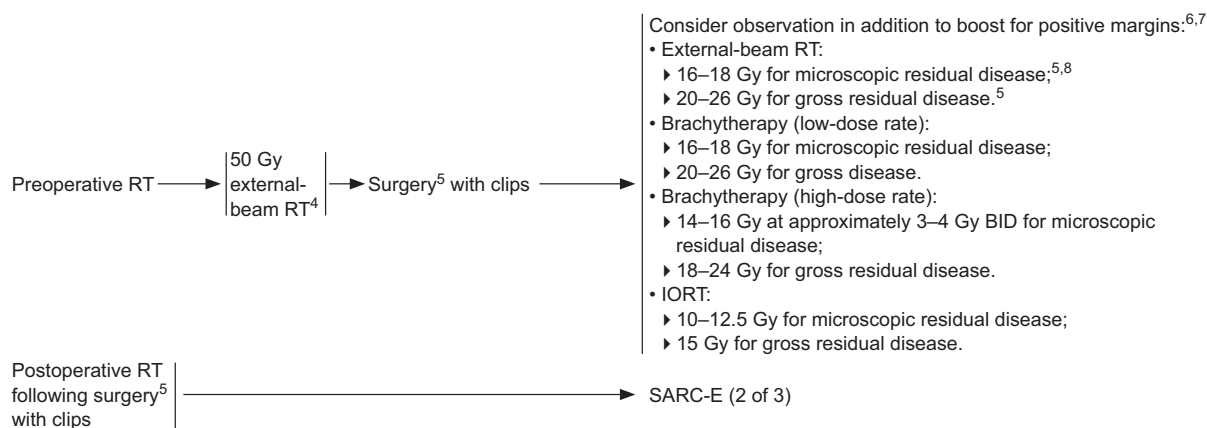 Preoperative RT
50 Gy
external-
beam RT4
Surgery5 with clips
Consider observation in addition to boost for positive margins:6,7
• External-beam RT:
▸ 16–18 Gy for microscopic residual disease;5,8
▸ 20–26 Gy for gross residual disease.5
• Brachytherapy (low-dose rate):
▸ 16–18 Gy for microscopic residual disease;
▸ 20–26 Gy for gross disease.
• Brachytherapy (high-dose rate):
▸ 14–16 Gy at approximately 3–4 Gy BID for microscopic
residual disease;
▸ 18–24 Gy for gross residual disease.
• IORT:
▸ 10–12.5 Gy for microscopic residual disease;
▸ 15 Gy for gross residual disease.
Postoperative RT
following surgery5
with clips
SARC-E (2 of 3)